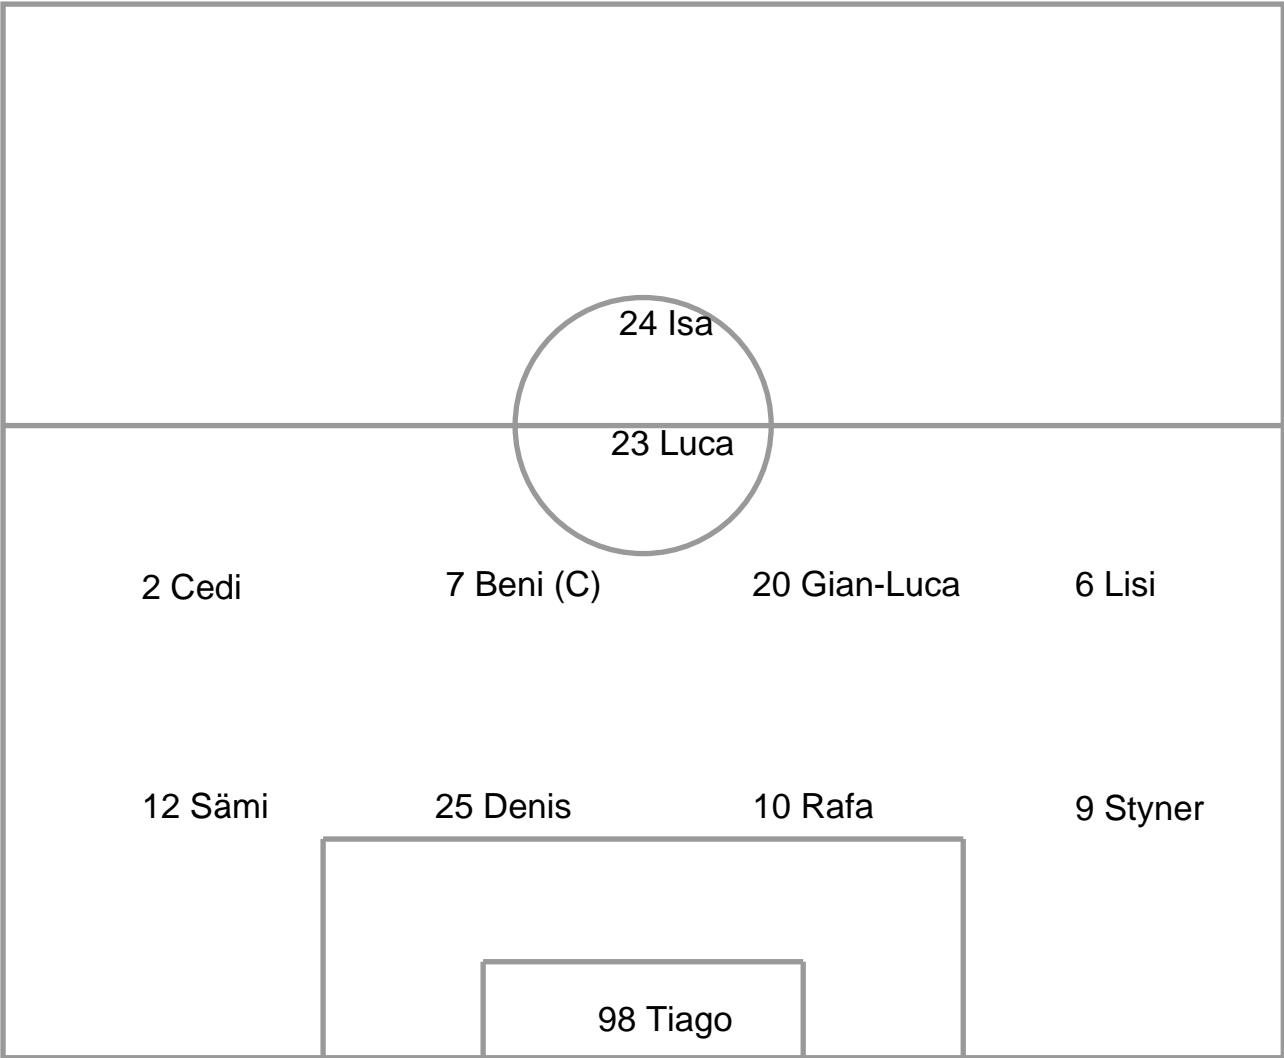 24 Isa
23 Luca
2 Cedi
7 Beni (C)
20 Gian-Luca
6 Lisi
12 Sämi
25 Denis
10 Rafa
9 Styner
98 Tiago